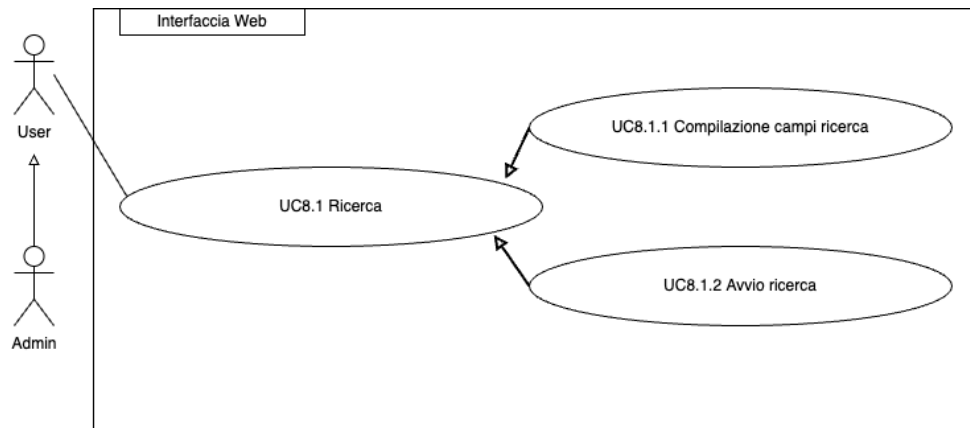 Interfaccia Web
User
UC8.1.1 Compilazione campi ricerca
UC8.1 Ricerca
UC8.1.2 Avvio ricerca
Admin